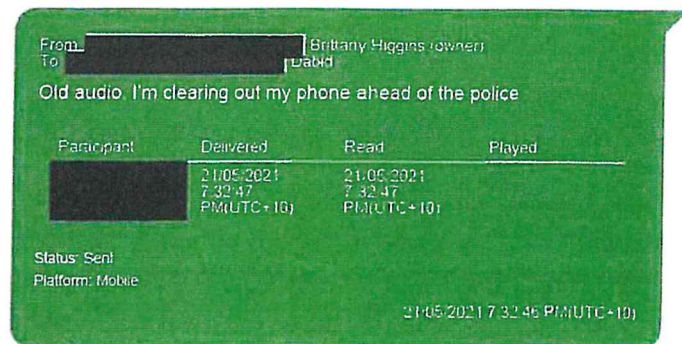 From Brittany Higgins (owner)
To Dabid
Old audio. I'm clearing out my phone ahead of the police
Participant Delivered Read Played
21/05/2021 21/05/2021
7:32:47 7:32:47
PM(UTC+10) PM(UTC+10)
Status: Sent
Platform: Mobile
21/05/2021 7:32:46 PM(UTC+10)